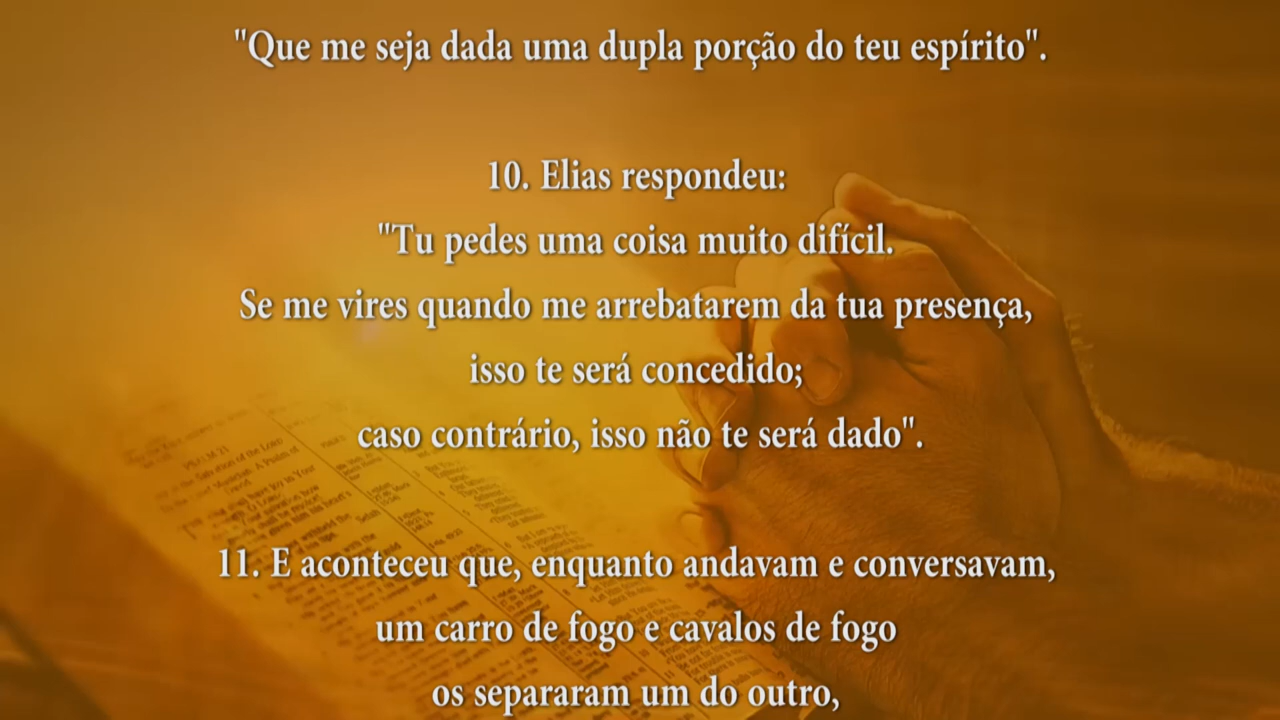 "Que me seja dada uma dupla porção do teu espírito".
10. Elias respondeu:
"Tu pedes uma coisa muito difícil.
Se me vires quando me arrebatarem da tua presença,
isso te será concedido;
caso contrário, isso não te será dado".
11. E aconteceu que, enquanto andavam e conversavam,
um carro de fogo e cavalos de fogo
os separaram um do outro,